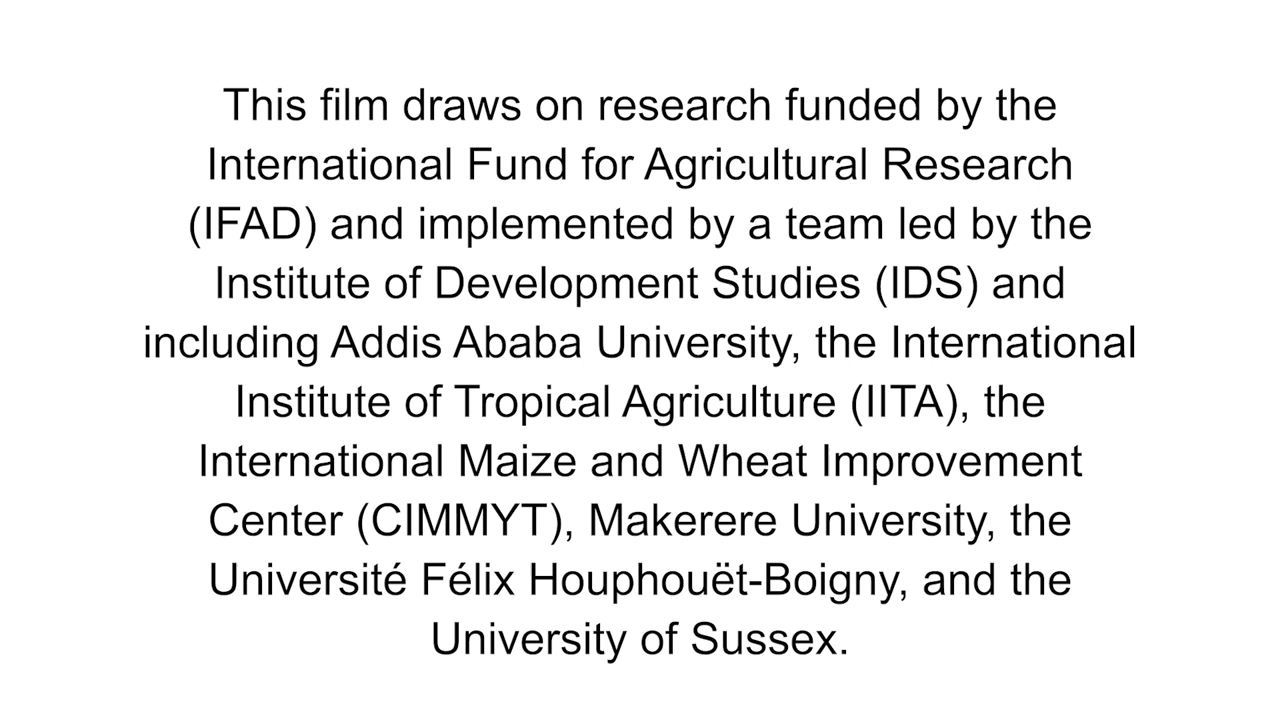 This film draws on research funded by the
International Fund for Agricultural Research
(IFAD) and implemented by a team led by the
Institute of Development Studies (IDS) and
including Addis Ababa University, the International
Institute of Tropical Agriculture (IITA), the
International Maize and Wheat Improvement
Center (CIMMYT), Makerere University, the
Université Félix Houphouët-Boigny, and the
University of Sussex.